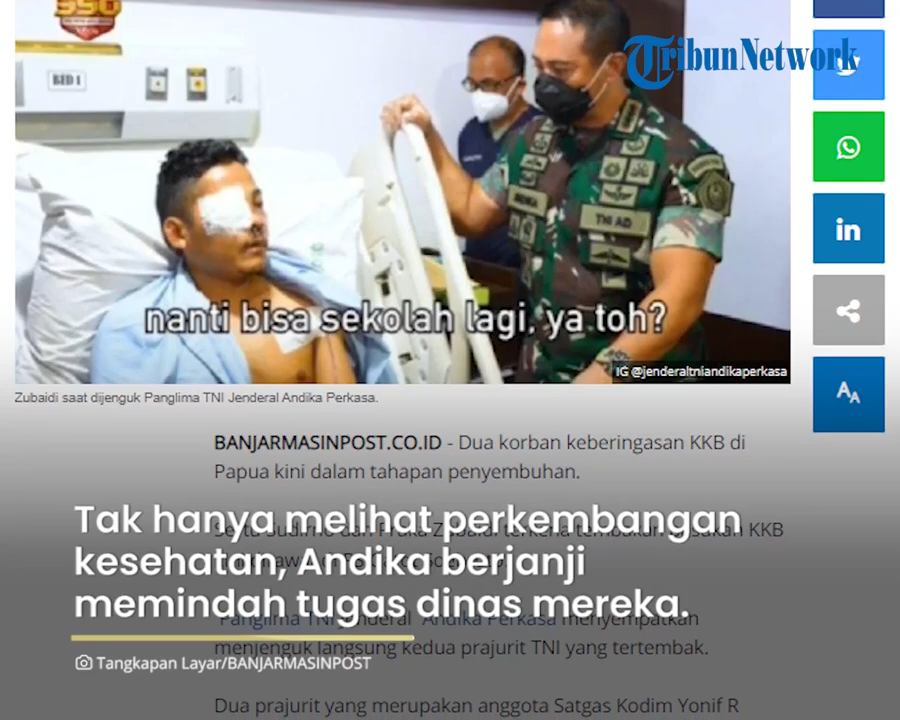 TribunNetwork
BED 1
TNI AD
nanti bisa sekolah lagi, ya toh?
IG @jenderaltniandikaperkasa
Zubaidi saat dijenguk Panglima TNI Jenderal Andika Perkasa.
BANJARMASINPOST.CO.ID - Dua korban keberingasan KKB di
Papua kini dalam tahapan penyembuhan.
KKB
Tak hanya melihat perkembangan
kesehatan, Andika berjanji
memindah tugas dinas mereka.
Panglima TNI Jenderal Andika Perkasa menyempatkan
menjenguk langsung kedua prajurit TNI yang tertembak.
Tangkapan Layar/BANJARMASINPOST
Dua prajurit yang merupakan anggota Satgas Kodim Yonif R